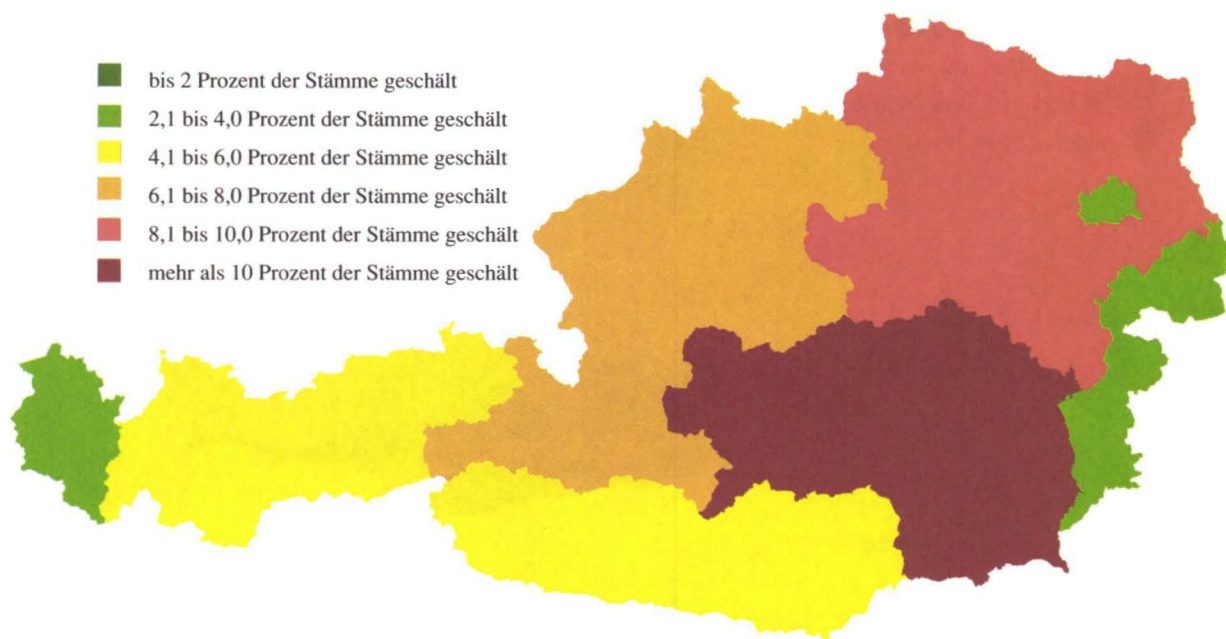 bis 2 Prozent der Stämme geschält
2,1 bis 4,0 Prozent der Stämme geschält
4,1 bis 6,0 Prozent der Stämme geschält
6,1 bis 8,0 Prozent der Stämme geschält
8,1 bis 10,0 Prozent der Stämme geschält
mehr als 10 Prozent der Stämme geschält